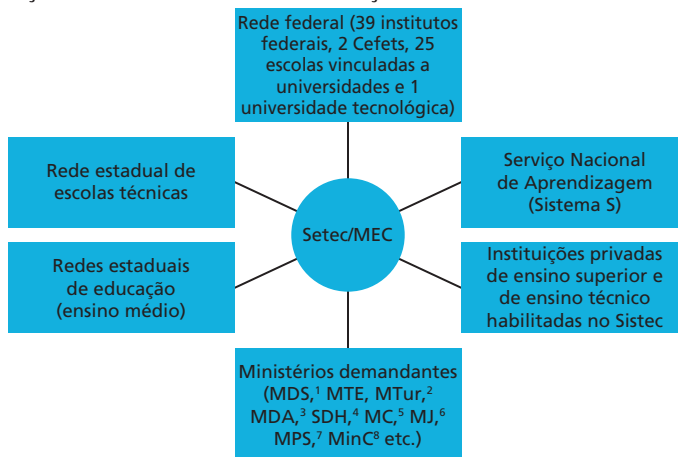 Rede federal (39 institutos
federais, 2 Cefets, 25
escolas vinculadas a
universidades e 1
universidade tecnológica)
Rede estadual de
escolas técnicas
Serviço Nacional
de Aprendizagem
(Sistema S)
Setec/MEC
Redes estaduais
de educação
(ensino médio)
Instituições privadas
de ensino superior e
de ensino técnico
habilitadas no Sistec
Ministérios demandantes
(MDS,¹ MTE, MTur,²
MDA,³ SDH,⁴ MC,⁵ MJ,⁶
MPS,⁷ MinC⁸ etc.)